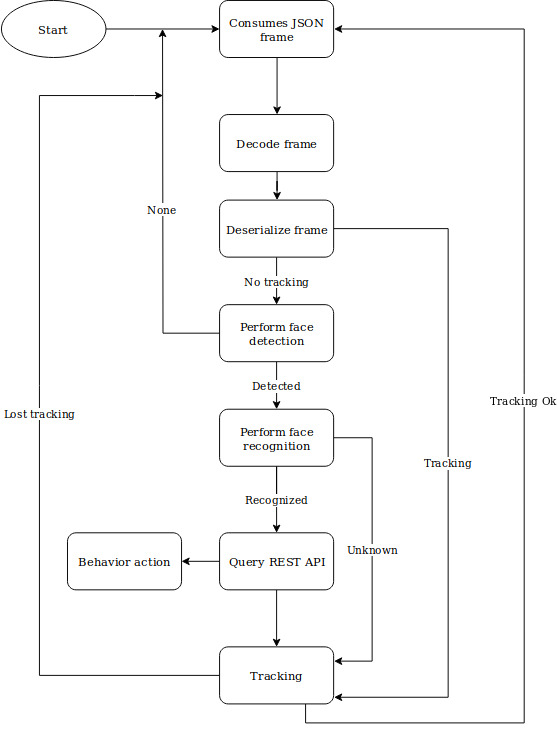 Start
Consumes JSON
frame
Decode frame
None
Deserialize frame
No tracking
Perform face
detection
Detected
Tracking Ok
Lost tracking
Perform face
recognition
Tracking
Recognized
Unknown
Behavior action
Query REST API
Tracking